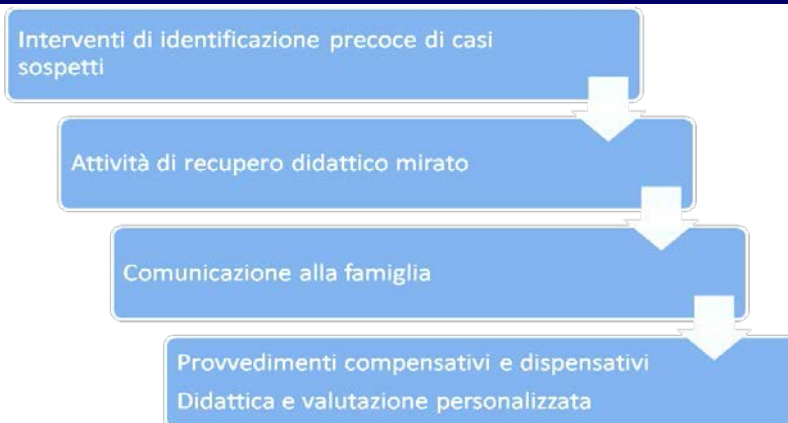 Interventi di identificazione precoce di casi
sospetti
Attività di recupero didattico mirato
Comunicazione alla famiglia
Provvedimenti compensativi e dispensativi
Didattica e valutazione personalizzata